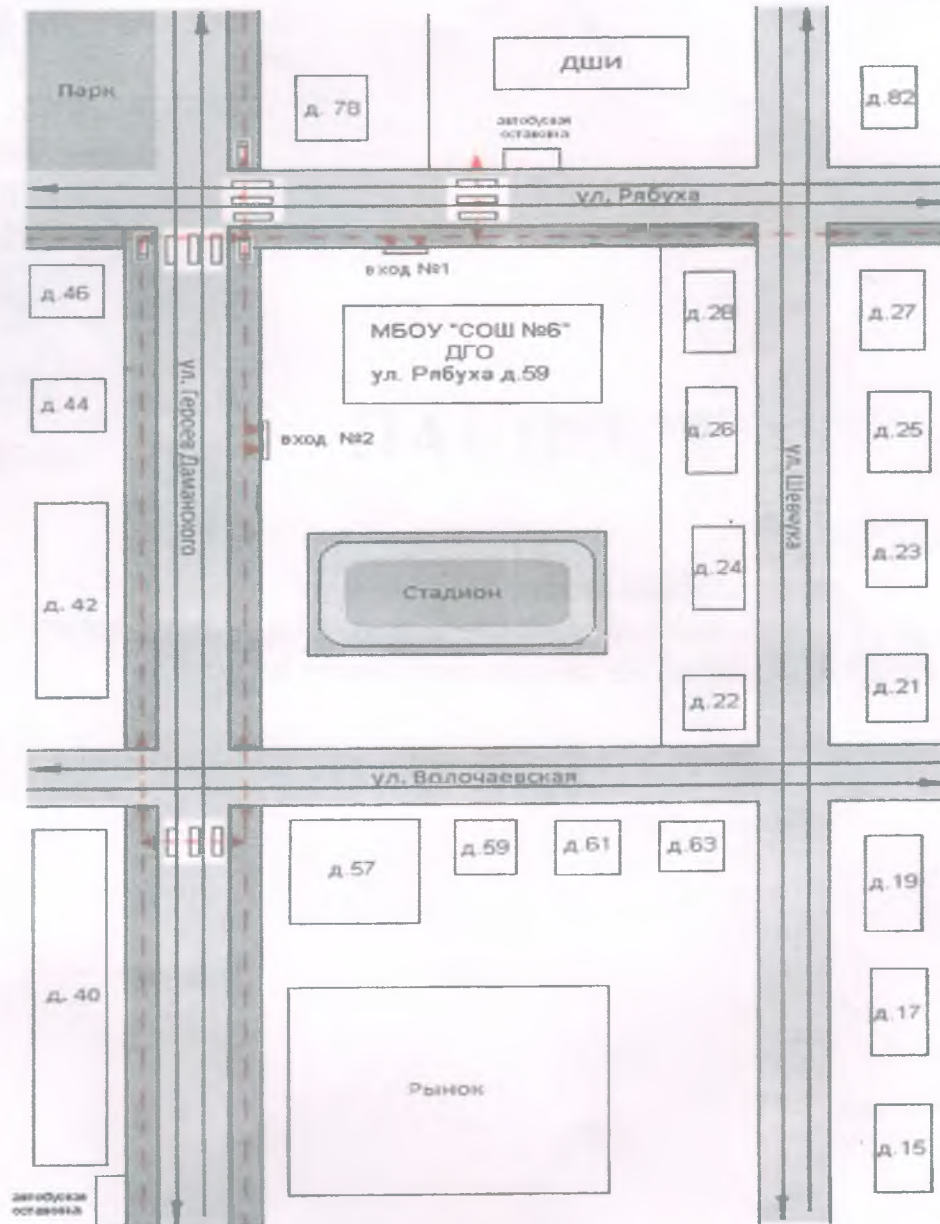 Парк
д. 78
ДШИ
автобусная
остановка
д.82
ул. Рябуха
вход №1
д.46
МБОУ "СОШ №6"
ДГО
ул. Рябуха д.59
д.28
д.27
ул. Героев Даманского
д.44
вход №2
д.26
ул. Шевчука
д.25
Стадион
д.24
д.23
д. 42
д.22
д.21
ул. Волочаевская
д.57
д.59
д.61
д.63
д.19
д. 40
д.17
Рынок
д.15
автобусная
остановка